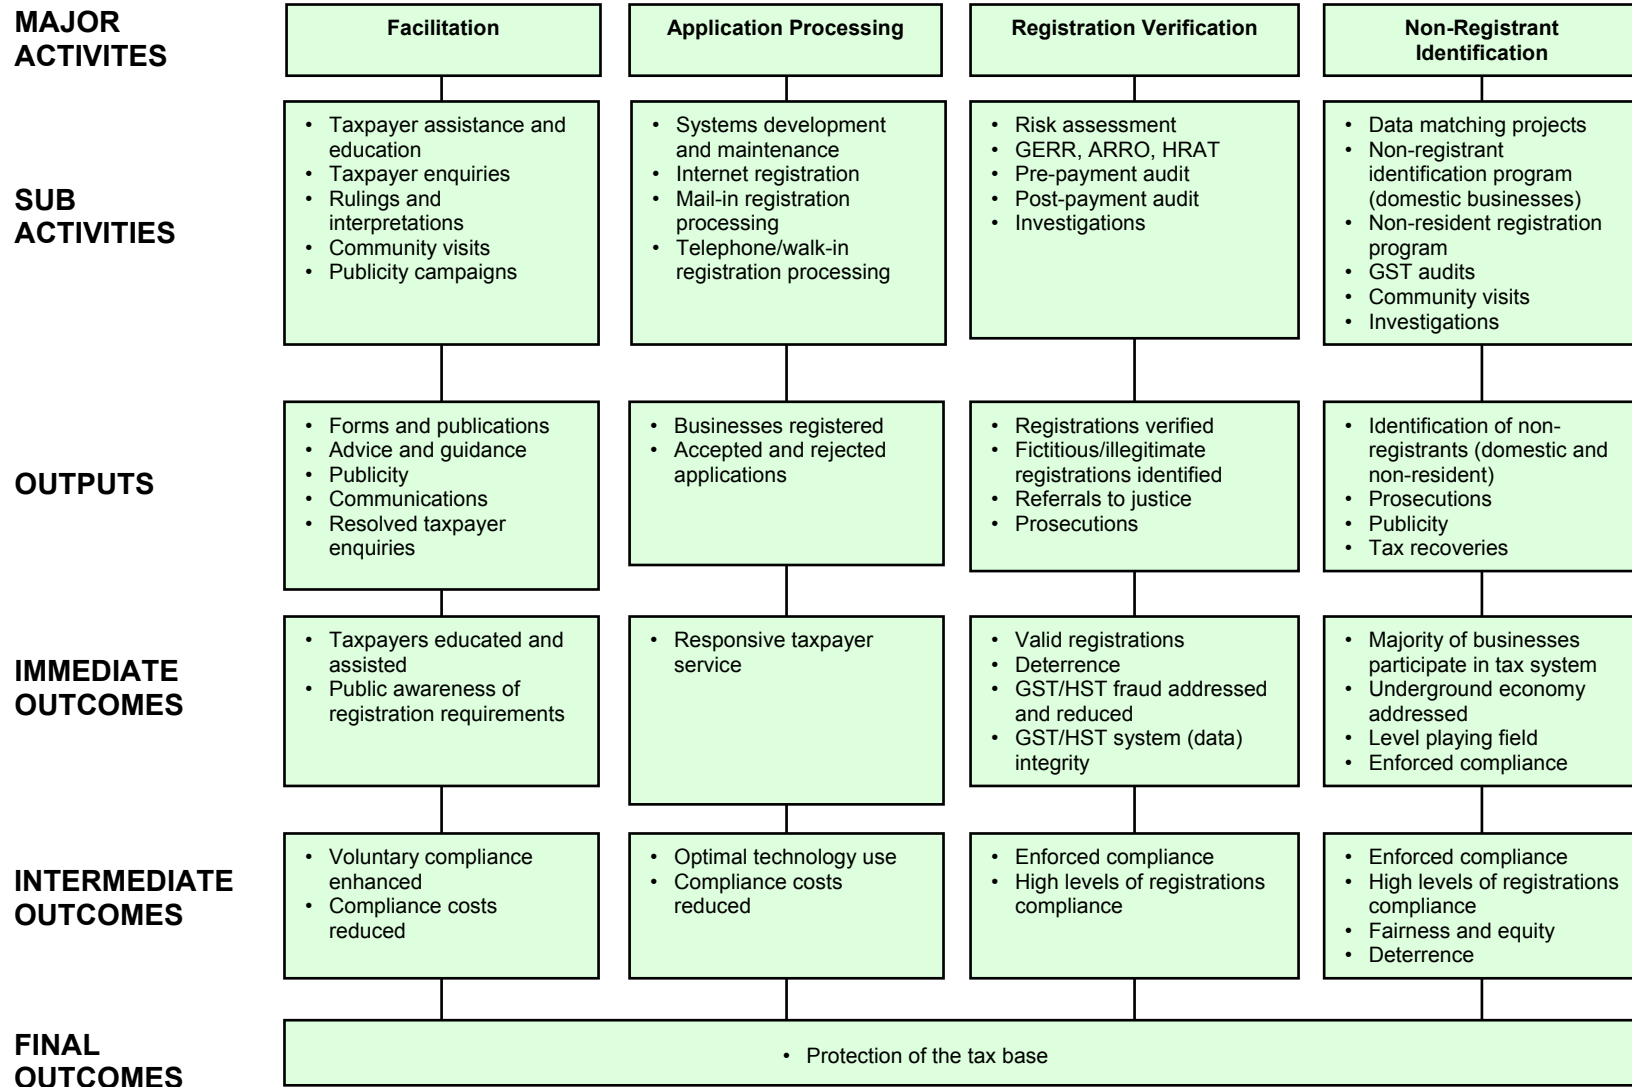 MAJOR
ACTIVITES
Facilitation
Application Processing
Registration Verification
Non-Registrant
Identification
SUB
ACTIVITIES
• Taxpayer assistance and
education
• Taxpayer enquiries
• Rulings and
interpretations
• Community visits
• Publicity campaigns
• Systems development
and maintenance
• Internet registration
• Mail-in registration
processing
• Telephone/walk-in
registration processing
• Risk assessment
• GERR, ARRO, HRAT
• Pre-payment audit
• Post-payment audit
• Investigations
• Data matching projects
• Non-registrant
identification program
(domestic businesses)
• Non-resident registration
program
• GST audits
• Community visits
• Investigations
OUTPUTS
• Forms and publications
• Advice and guidance
• Publicity
• Communications
• Resolved taxpayer
enquiries
• Businesses registered
• Accepted and rejected
applications
• Registrations verified
• Fictitious/illegitimate
registrations identified
• Referrals to justice
• Prosecutions
• Identification of non-
registrants (domestic and
non-resident)
• Prosecutions
• Publicity
• Tax recoveries
IMMEDIATE
OUTCOMES
• Taxpayers educated and
assisted
• Public awareness of
registration requirements
• Responsive taxpayer
service
• Valid registrations
• Deterrence
• GST/HST fraud addressed
and reduced
• GST/HST system (data)
integrity
• Majority of businesses
participate in tax system
• Underground economy
addressed
• Level playing field
• Enforced compliance
INTERMEDIATE
OUTCOMES
• Voluntary compliance
enhanced
• Compliance costs
reduced
• Optimal technology use
• Compliance costs
reduced
• Enforced compliance
• High levels of registrations
compliance
• Enforced compliance
• High levels of registrations
compliance
• Fairness and equity
• Deterrence
FINAL
OUTCOMES
• Protection of the tax base